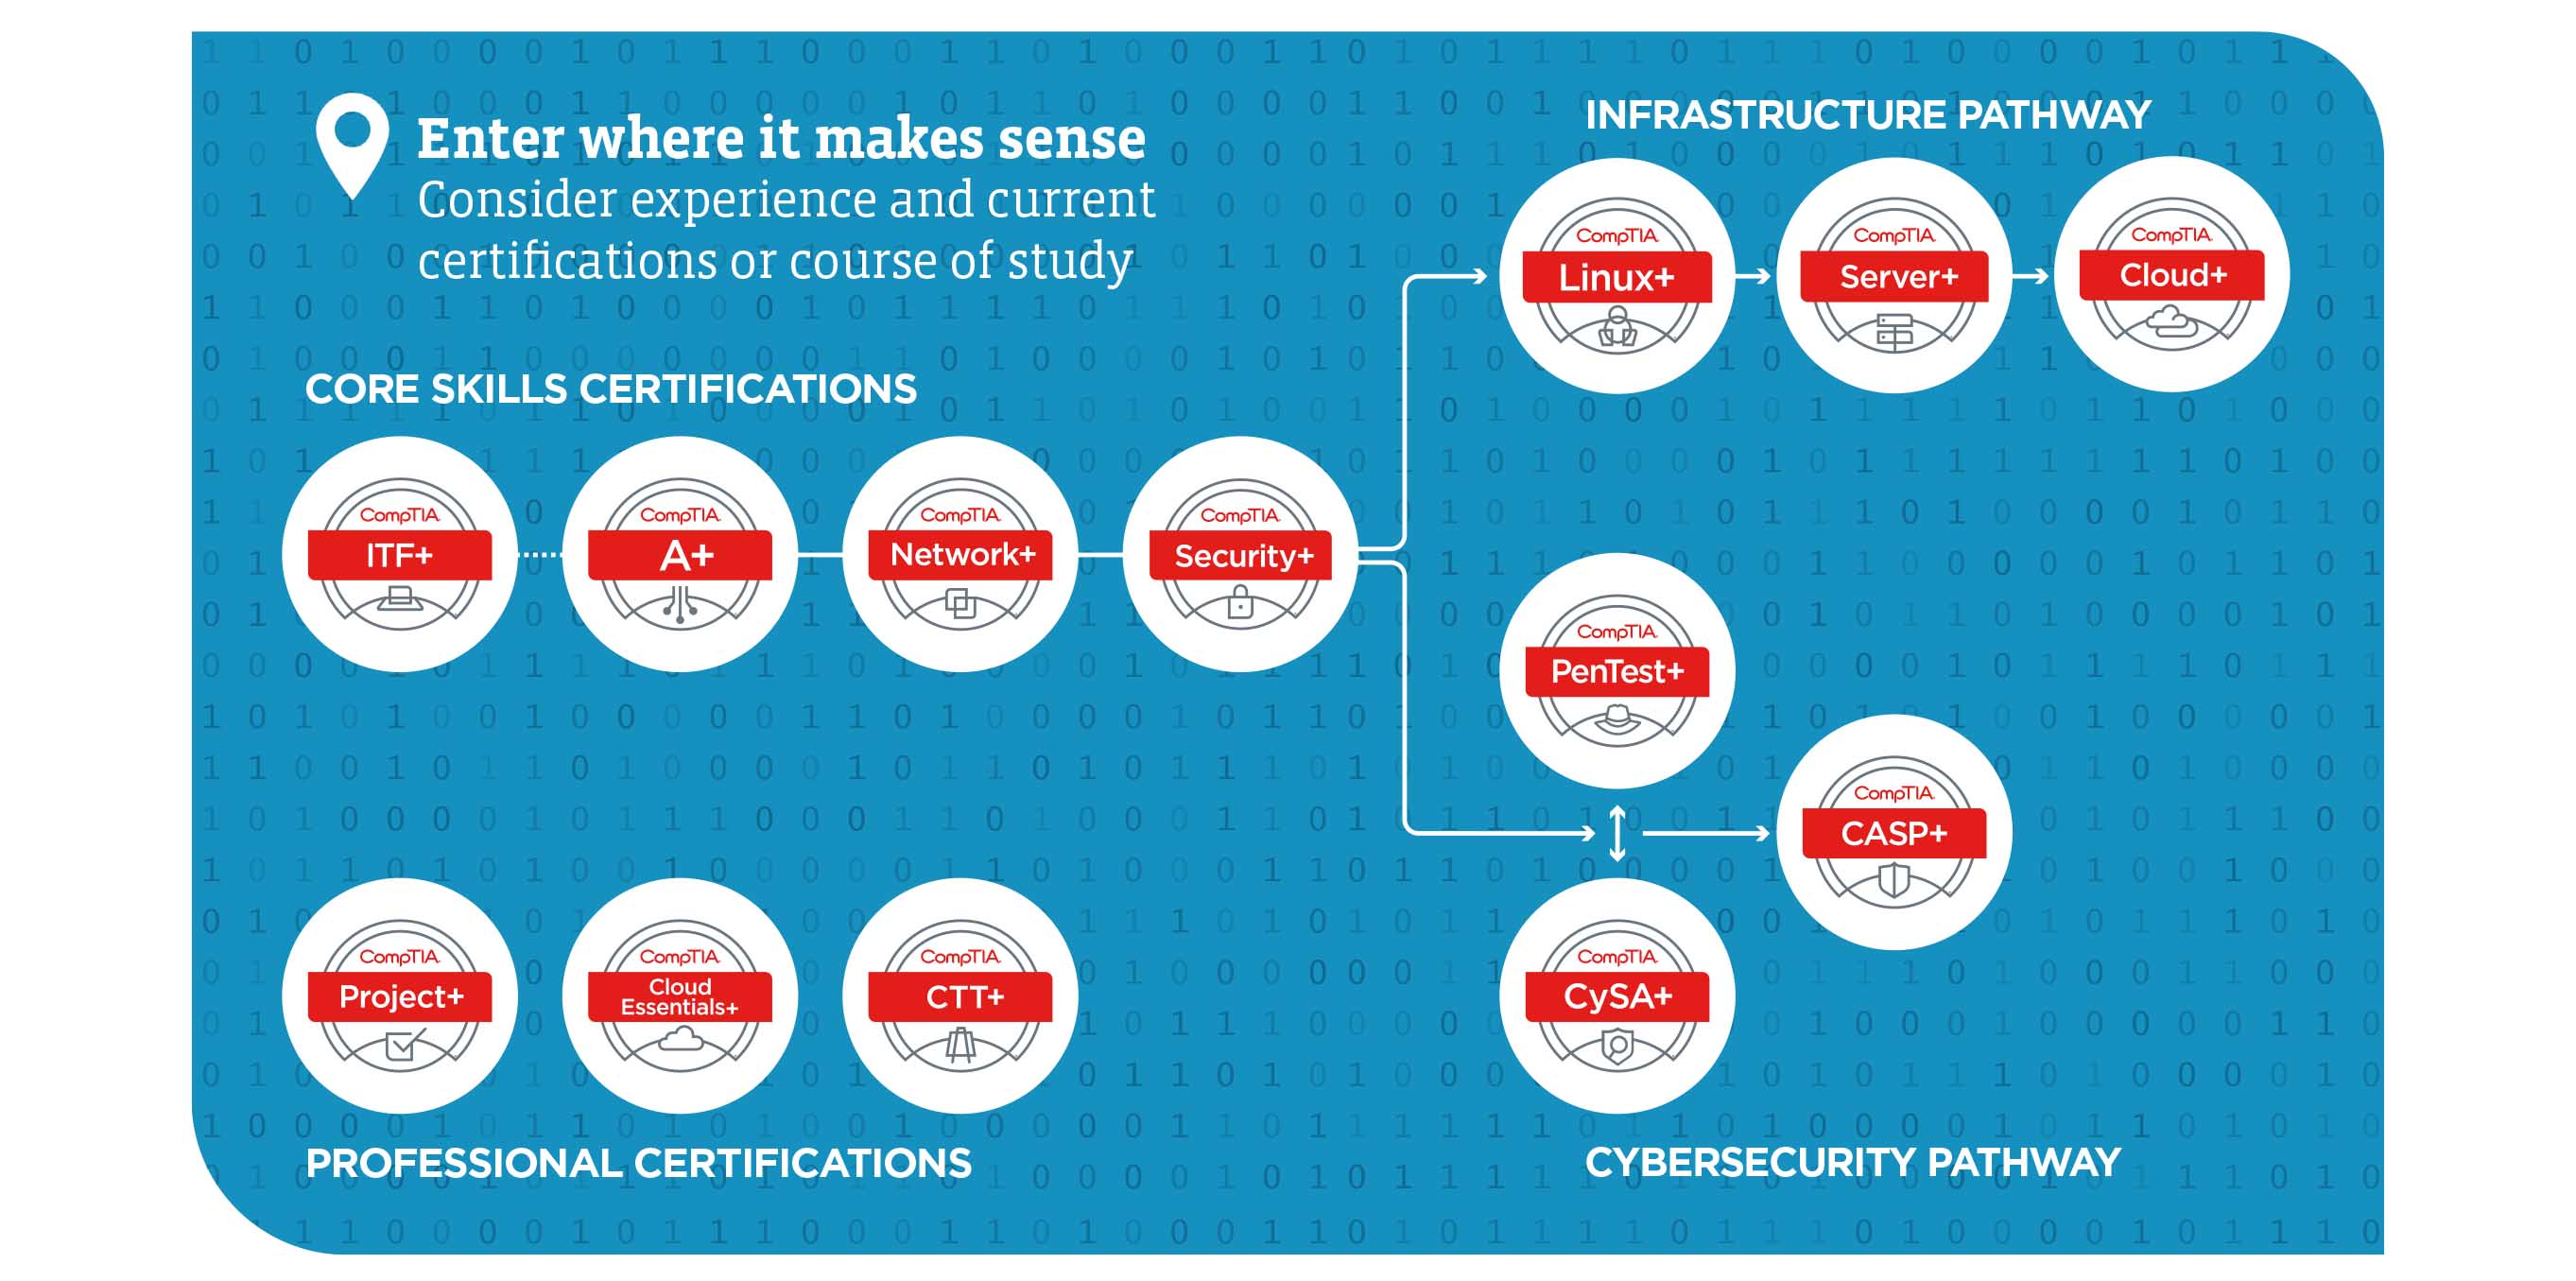 Enter where it makes sense
Consider experience and current
certifications or course of study
CORE SKILLS CERTIFICATIONS
CompTIA
ITF+
CompTIA
A+
CompTIA
Network+
CompTIA
Security+
INFRASTRUCTURE PATHWAY
CompTIA
Linux+
CompTIA
Server+
CompTIA
Cloud+
CompTIA
PenTest+
CompTIA
CASP+
CompTIA
CySA+
CYBERSECURITY PATHWAY
CompTIA
Project+
CompTIA
Cloud
Essentials+
CompTIA
CTT+
PROFESSIONAL CERTIFICATIONS